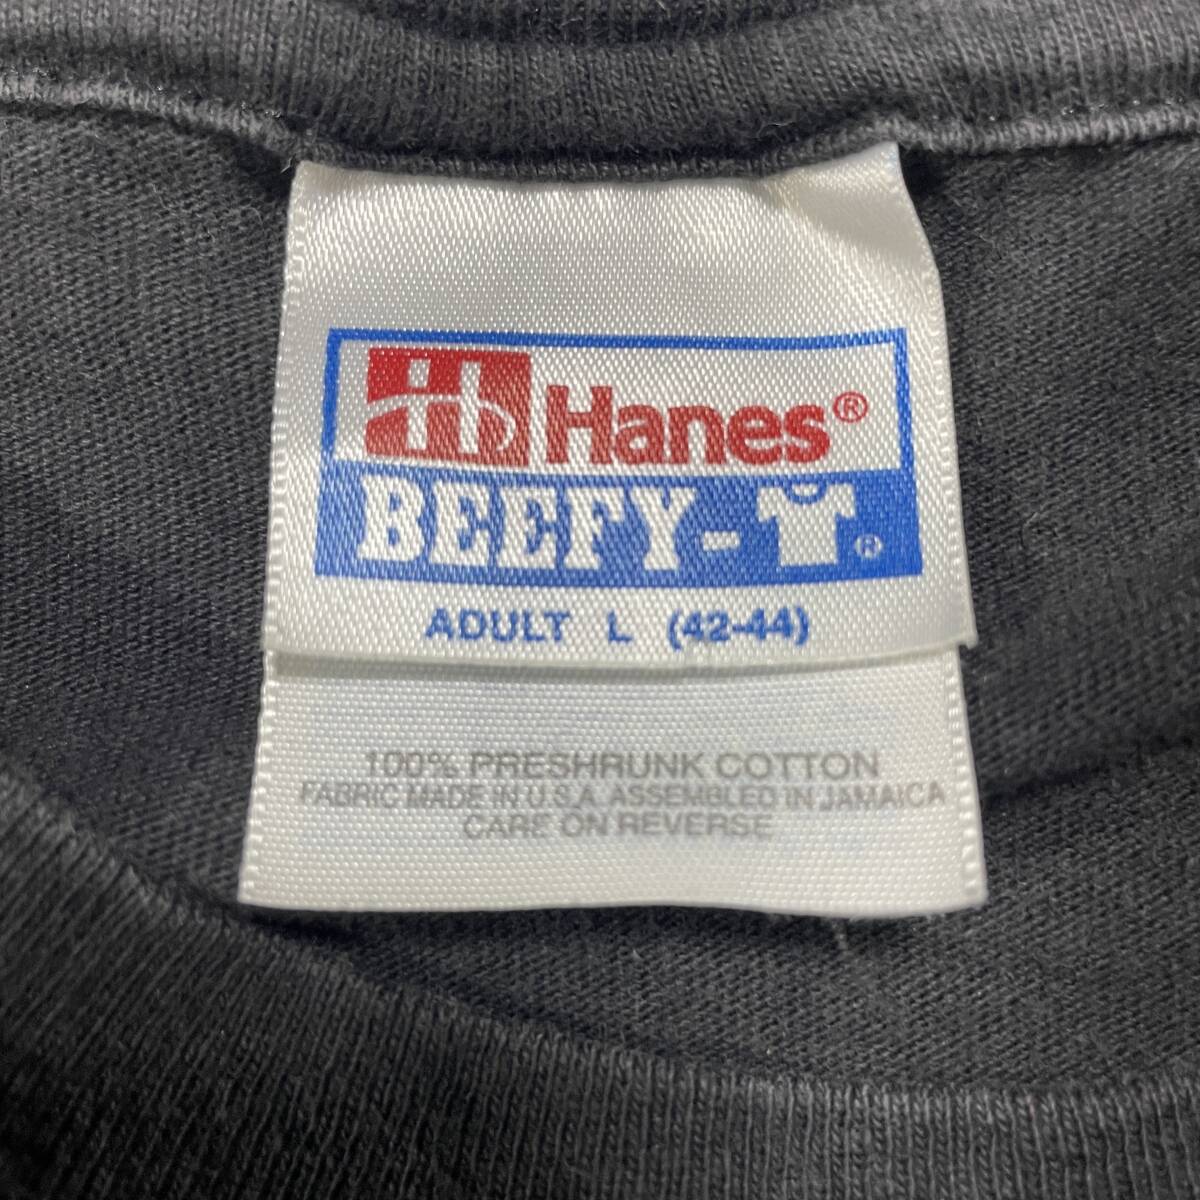 Hanes®
BEEFY-T®
ADULT L (42-44)
100% PRESHRUNK COTTON
FABRIC MADE IN U.S.A. ASSEMBLED IN JAMAICA
CARE ON REVERSE